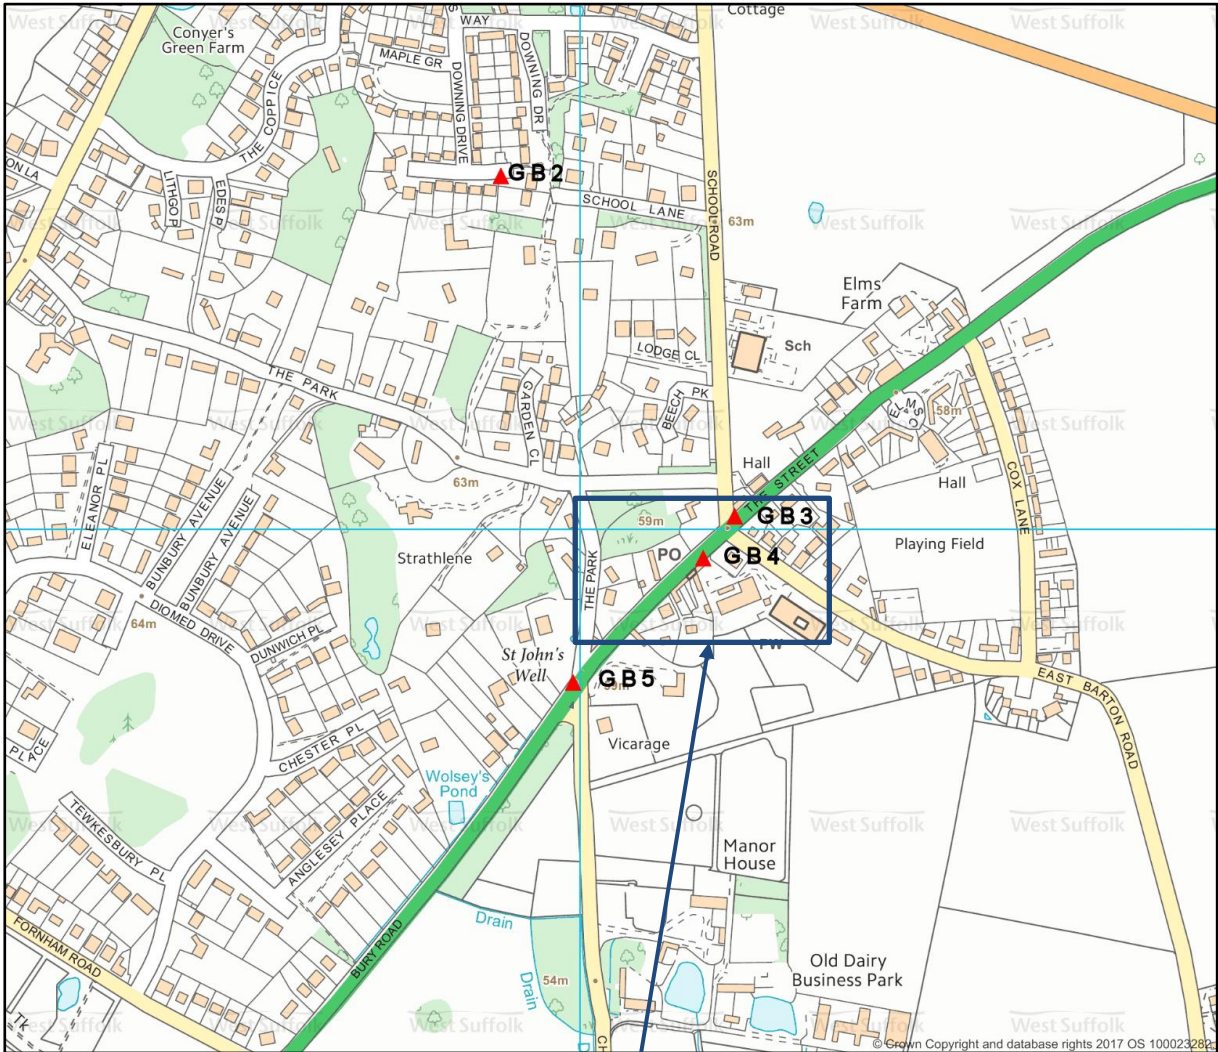 Cottage
Conyer's
Green Farm
WAY
MAPLE GR
DOWNING DRIVE
DOWNING DR
THE COPPICE
ON LA
LITHGO P
EDES P
GB2
SCHOOL LANE
SCHOOL ROAD
63m
Elms
Farm
Sch
LODGE CL
BEECH PK
THE PARK
GARDEN CL
ELMS CL
58m
Hall
THE STREET
Hall
COX LANE
63m
ELEANOR PL
BUNBURY AVENUE
BUNBURY AVENUE
59m
GB3
PO
GB4
Playing Field
Strathlene
THE PARK
64m
DIOMED DRIVE
DUNWICH PL
PW
St John's
Well
GB5
EAST BARTON ROAD
PLACE
CHESTER PL
Vicarage
Wolsey's
Pond
TEWKESBURY PL
ANGLESEY PLACE
Manor
House
FORNHAM ROAD
BURY ROAD
Drain
Drain
54m
Old Dairy
Business Park
Tk
CH
West Suffolk
© Crown Copyright and database rights 2017 OS 100023282